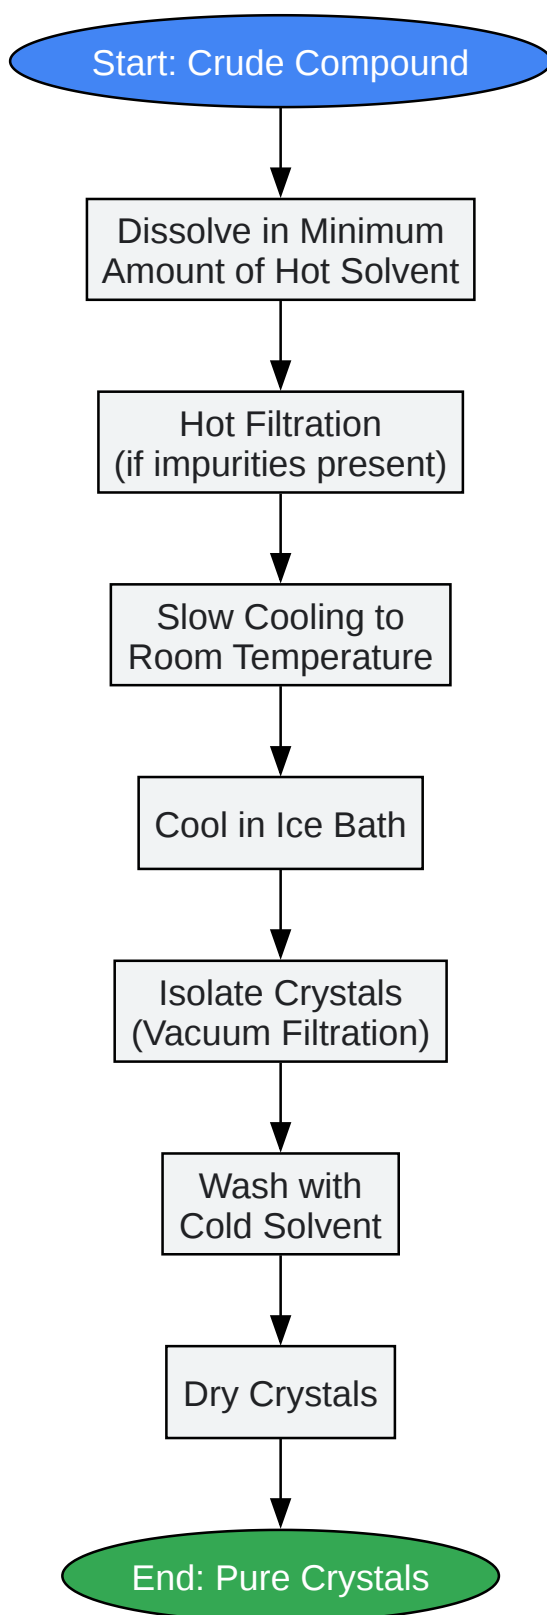 Start: Crude Compound
Dissolve in Minimum
Amount of Hot Solvent
Hot Filtration
(if impurities present)
Slow Cooling to
Room Temperature
Cool in Ice Bath
Isolate Crystals
(Vacuum Filtration)
Wash with
Cold Solvent
Dry Crystals
End: Pure Crystals